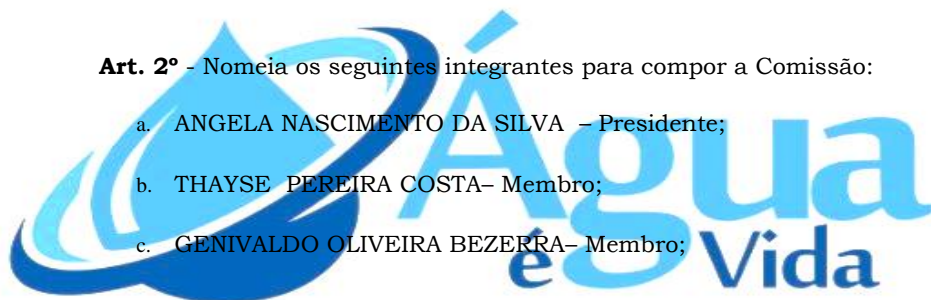 Art. 2º - Nomeia os seguintes integrantes para compor a Comissão:
a. ANGELA NASCIMENTO DA SILVA – Presidente;
b. THAYSE PEREIRA COSTA– Membro;
c. GENIVALDO OLIVEIRA BEZERRA– Membro;
Água
é Vida